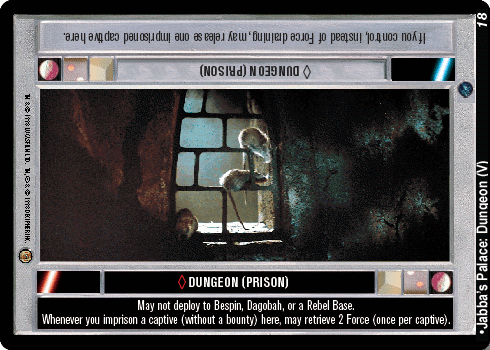 If you control, instead of Force draining, may release one imprisoned captive here.
◊ DUNGEON (PRISON)
◊ DUNGEON (PRISON)
May not deploy to Bespin, Dagobah, or a Rebel Base.
Whenever you imprison a captive (without a bounty) here, may retrieve 2 Force (once per captive).
•Jabba's Palace: Dungeon (V)
18